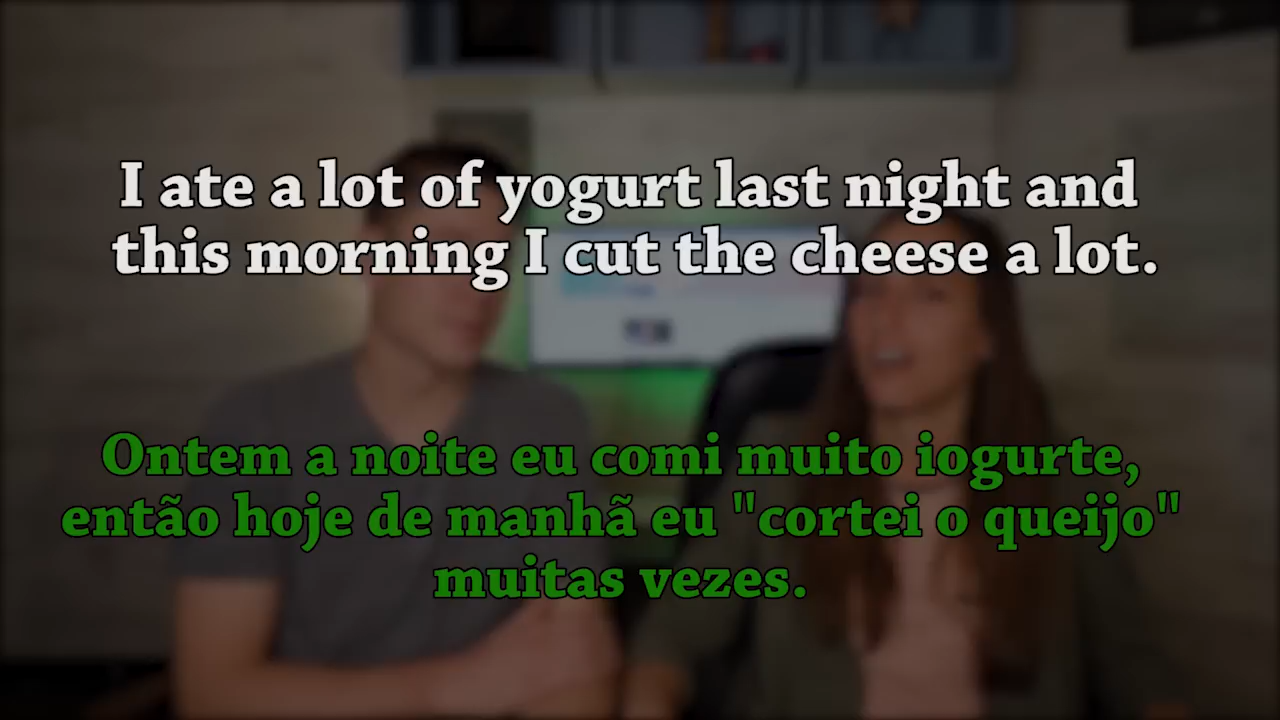 I ate a lot of yogurt last night and
this morning I cut the cheese a lot.
Ontem a noite eu comi muito iogurte,
então hoje de manhã eu "cortei o queijo"
muitas vezes.